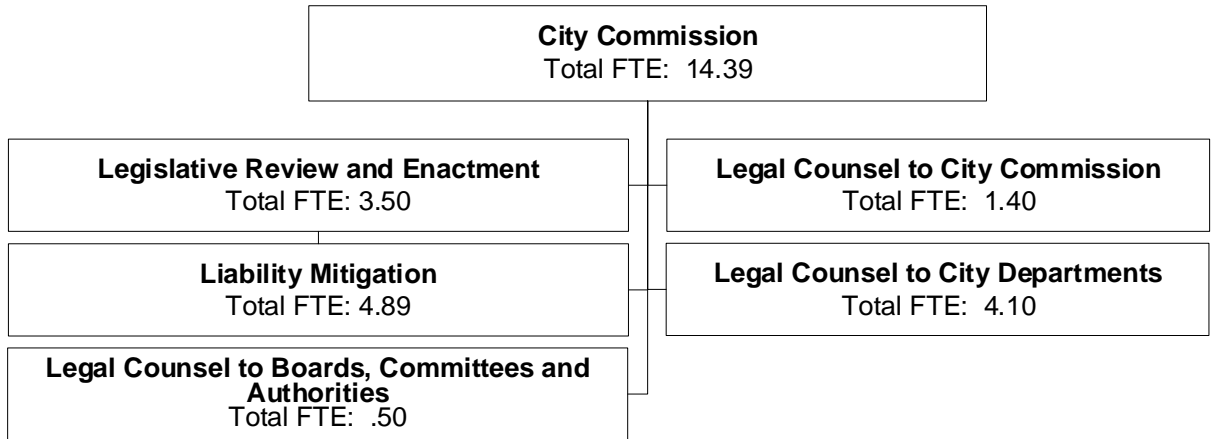 City Commission
Total FTE: 14.39
Legislative Review and Enactment
Total FTE: 3.50
Legal Counsel to City Commission
Total FTE: 1.40
Liability Mitigation
Total FTE: 4.89
Legal Counsel to City Departments
Total FTE: 4.10
Legal Counsel to Boards, Committees and
Authorities
Total FTE: .50